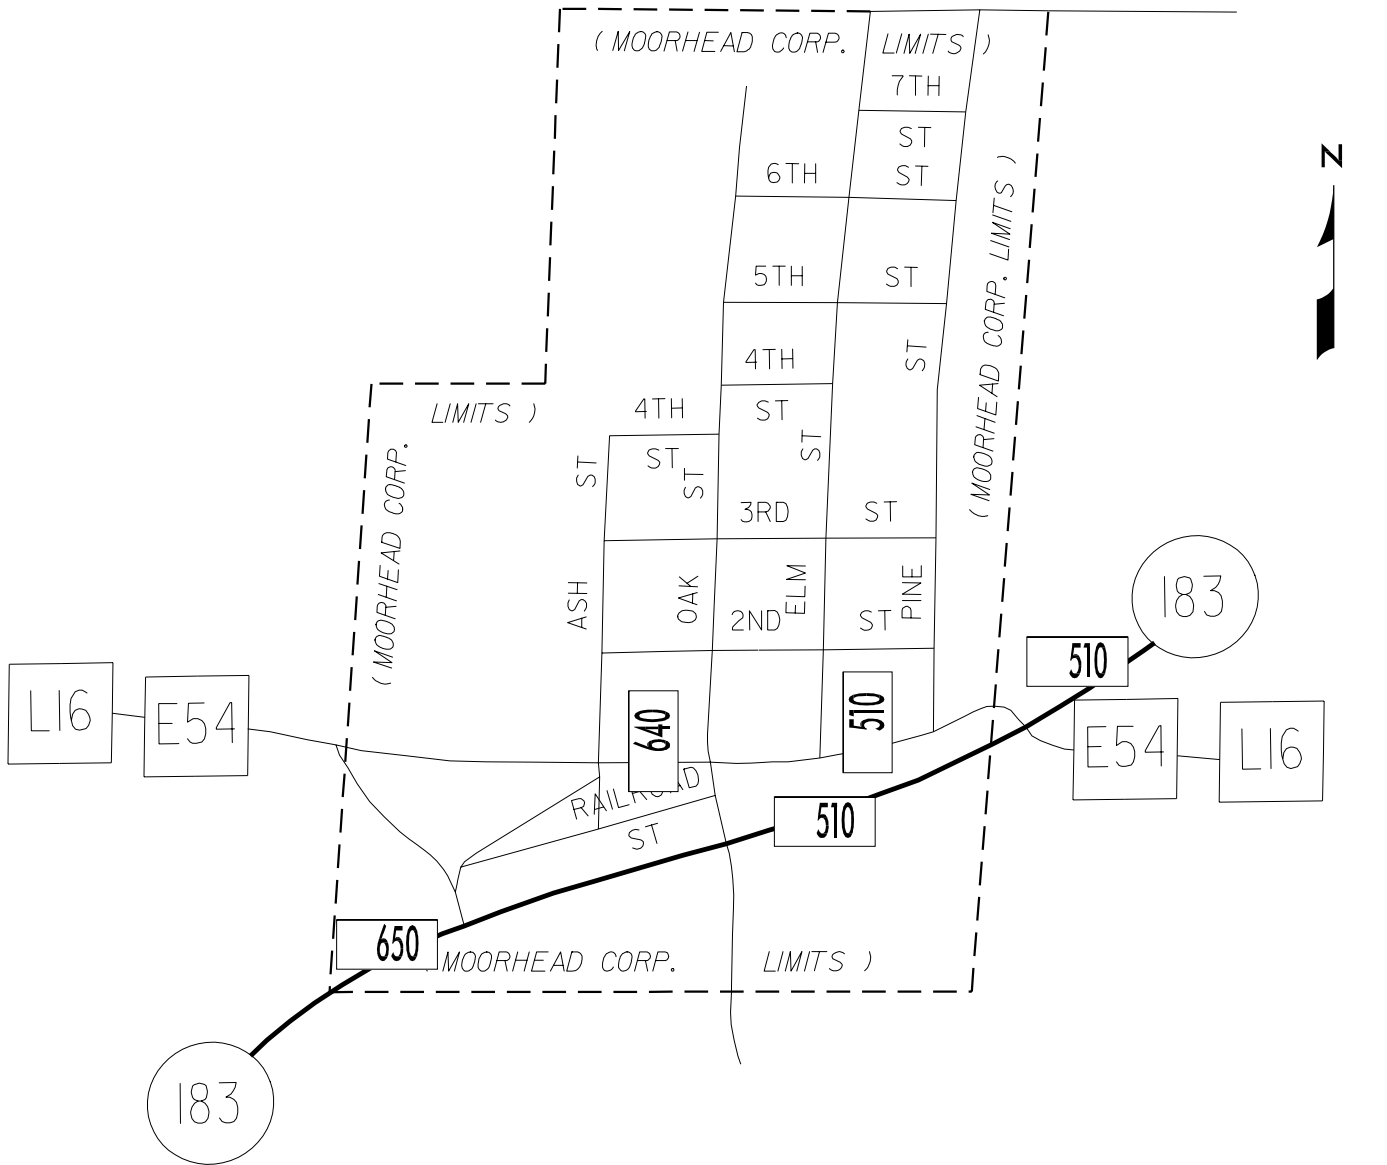 ( MOORHEAD CORP. LIMITS )
7TH
ST
N
6TH ST
5TH ST
4TH
ST
( MOORHEAD CORP. LIMITS )
ST
4TH
ST
LIMITS )
( MOORHEAD CORP.
ASH ST
OAK ST
ELM ST
PINE ST
3RD ST
2ND ST
183
510
L16
E54
640
510
E54
L16
RAILROAD
ST
510
650
( MOORHEAD CORP. LIMITS )
183